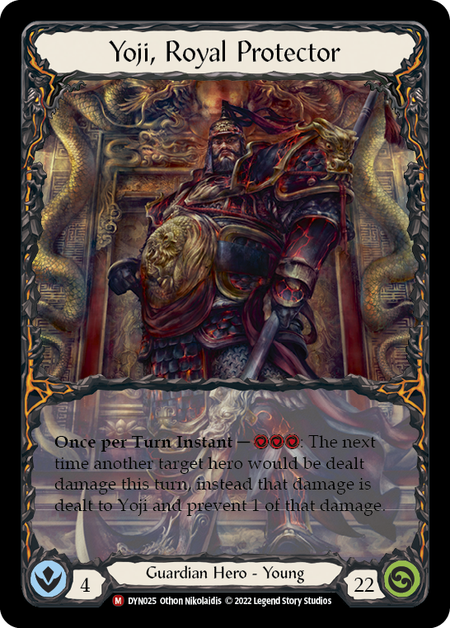 Yoji, Royal Protector
Once per Turn Instant — : The next
time another target hero would be dealt
damage this turn, instead that damage is
dealt to Yoji and prevent 1 of that damage.
4
Guardian Hero - Young
22
M DYN025 Othon Nikolaidis © 2022 Legend Story Studios